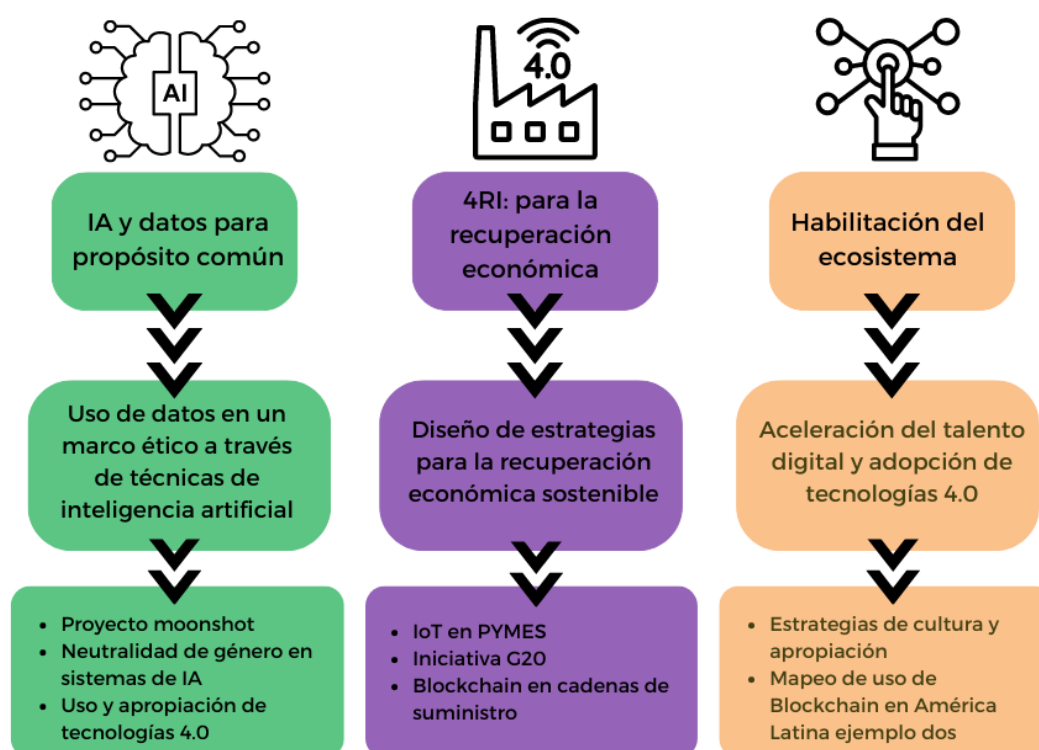 AI
IA y datos para
propósito común
Uso de datos en un
marco ético a través
de técnicas de
inteligencia artificial
• Proyecto moonshot
• Neutralidad de género en
sistemas de IA
• Uso y apropiación de
tecnologías 4.0
4.0
4RI: para la
recuperación
económica
Diseño de estrategias
para la recuperación
económica sostenible
• IoT en PYMES
• Iniciativa G20
• Blockchain en cadenas de
suministro
Habilitación del
ecosistema
Aceleración del talento
digital y adopción de
tecnologías 4.0
• Estrategias de cultura y
apropiación
• Mapeo de uso de
Blockchain en América
Latina ejemplo dos